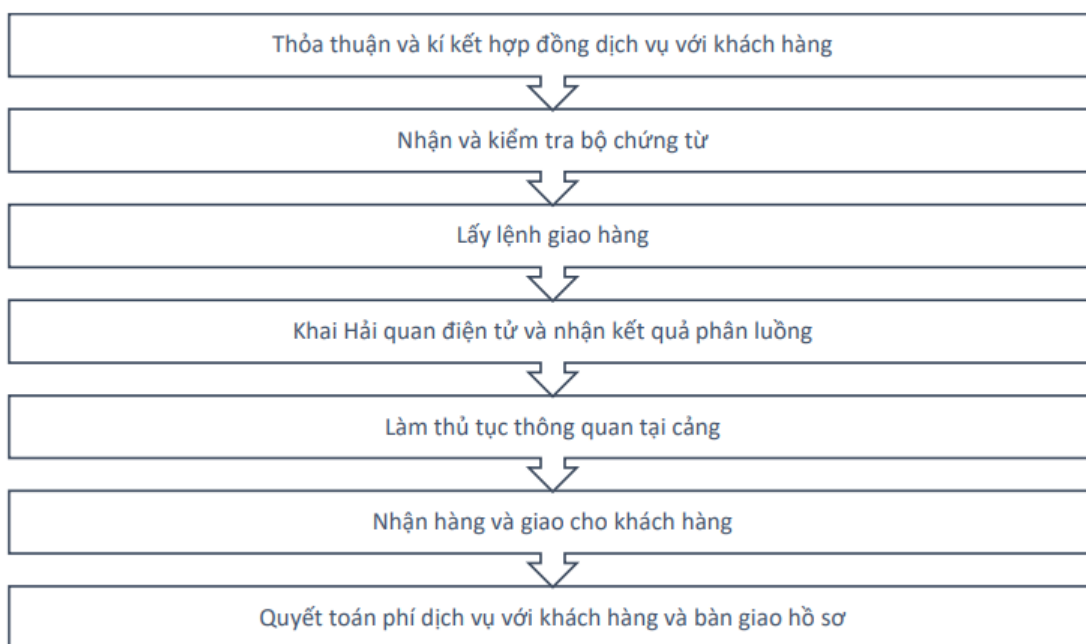 Thỏa thuận và kí kết hợp đồng dịch vụ với khách hàng
Nhận và kiểm tra bộ chứng từ
Lấy lệnh giao hàng
Khai Hải quan điện tử và nhận kết quả phân luồng
Làm thủ tục thông quan tại cảng
Nhận hàng và giao cho khách hàng
Quyết toán phí dịch vụ với khách hàng và bàn giao hồ sơ